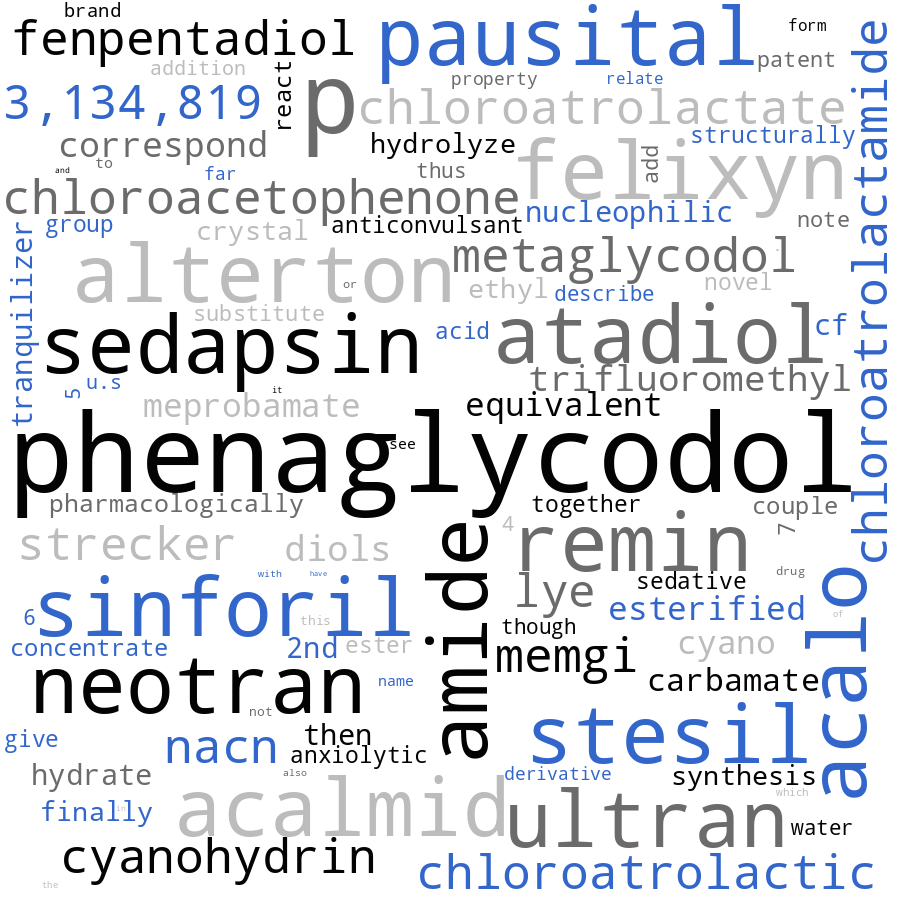 brand
fenpentadiol
pausital
form
patent
addition
react
property
relate
3,134,819
p
chloroatrolactate
chloroatrolactamide
correspond
hydrolyze
structurally
to
and
far
thus
add
felixyn
chloroacetophenone
group
crystal
anticonvulsant
nucleophilic
note
tranquilizer
alterton
or
metaglycodol
ethyl
describe
novel
substitute
sedapsin
acid
atadiol
cf
5
u.s
it
trifluoromethyl
meprobamate
equivalent
phenaglycodol
see
pharmacologically
together
couple
strecker
diols
amide
4
remin
7
with
have
drug
sinforil
lye
sedative
acalo
6
this
esterified
of
concentrate
2nd
ester
though
memgi
cyano
neotran
name
carbamate
not
stesil
give
nacn
then
anxiolytic
hydrate
also
derivative
synthesis
which
finally
in
acalmid
ultran
water
cyanohydrin
chloroatrolactic
the